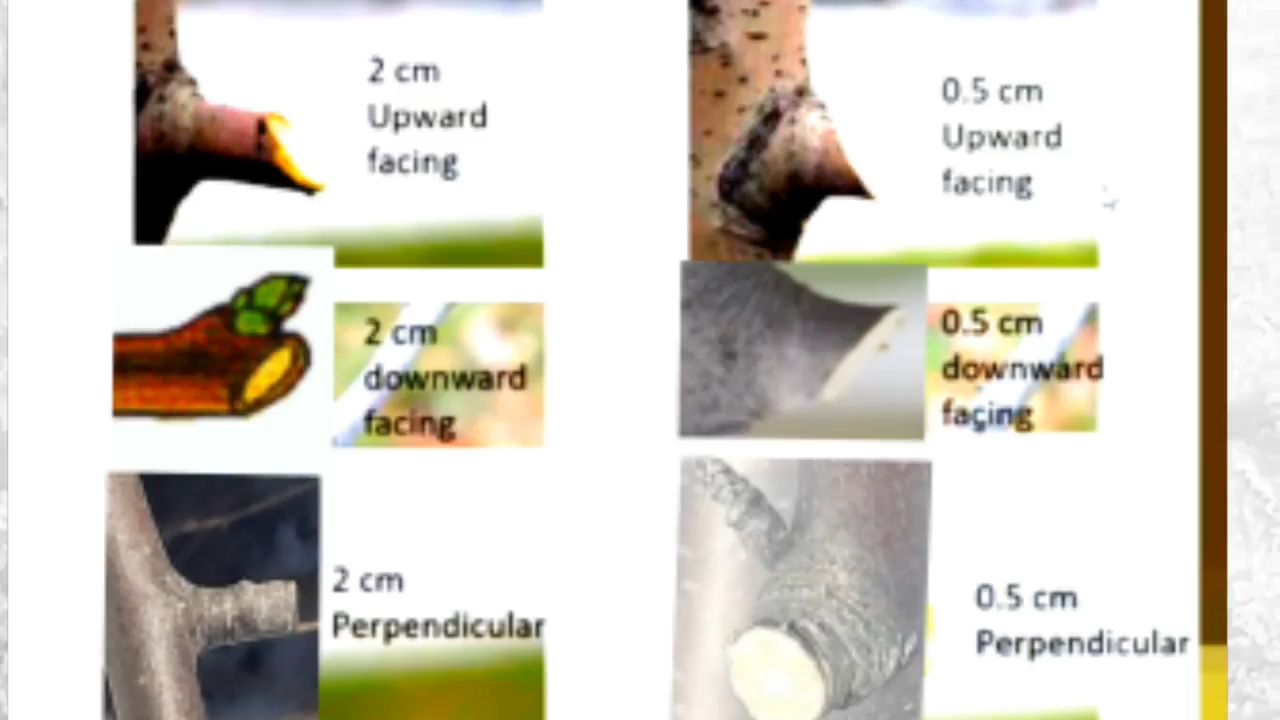 2 cm
Upward
facing
0.5 cm
Upward
facing
2 cm
downward
facing
0.5 cm
downward
facing
2 cm
Perpendicular
0.5 cm
Perpendicular